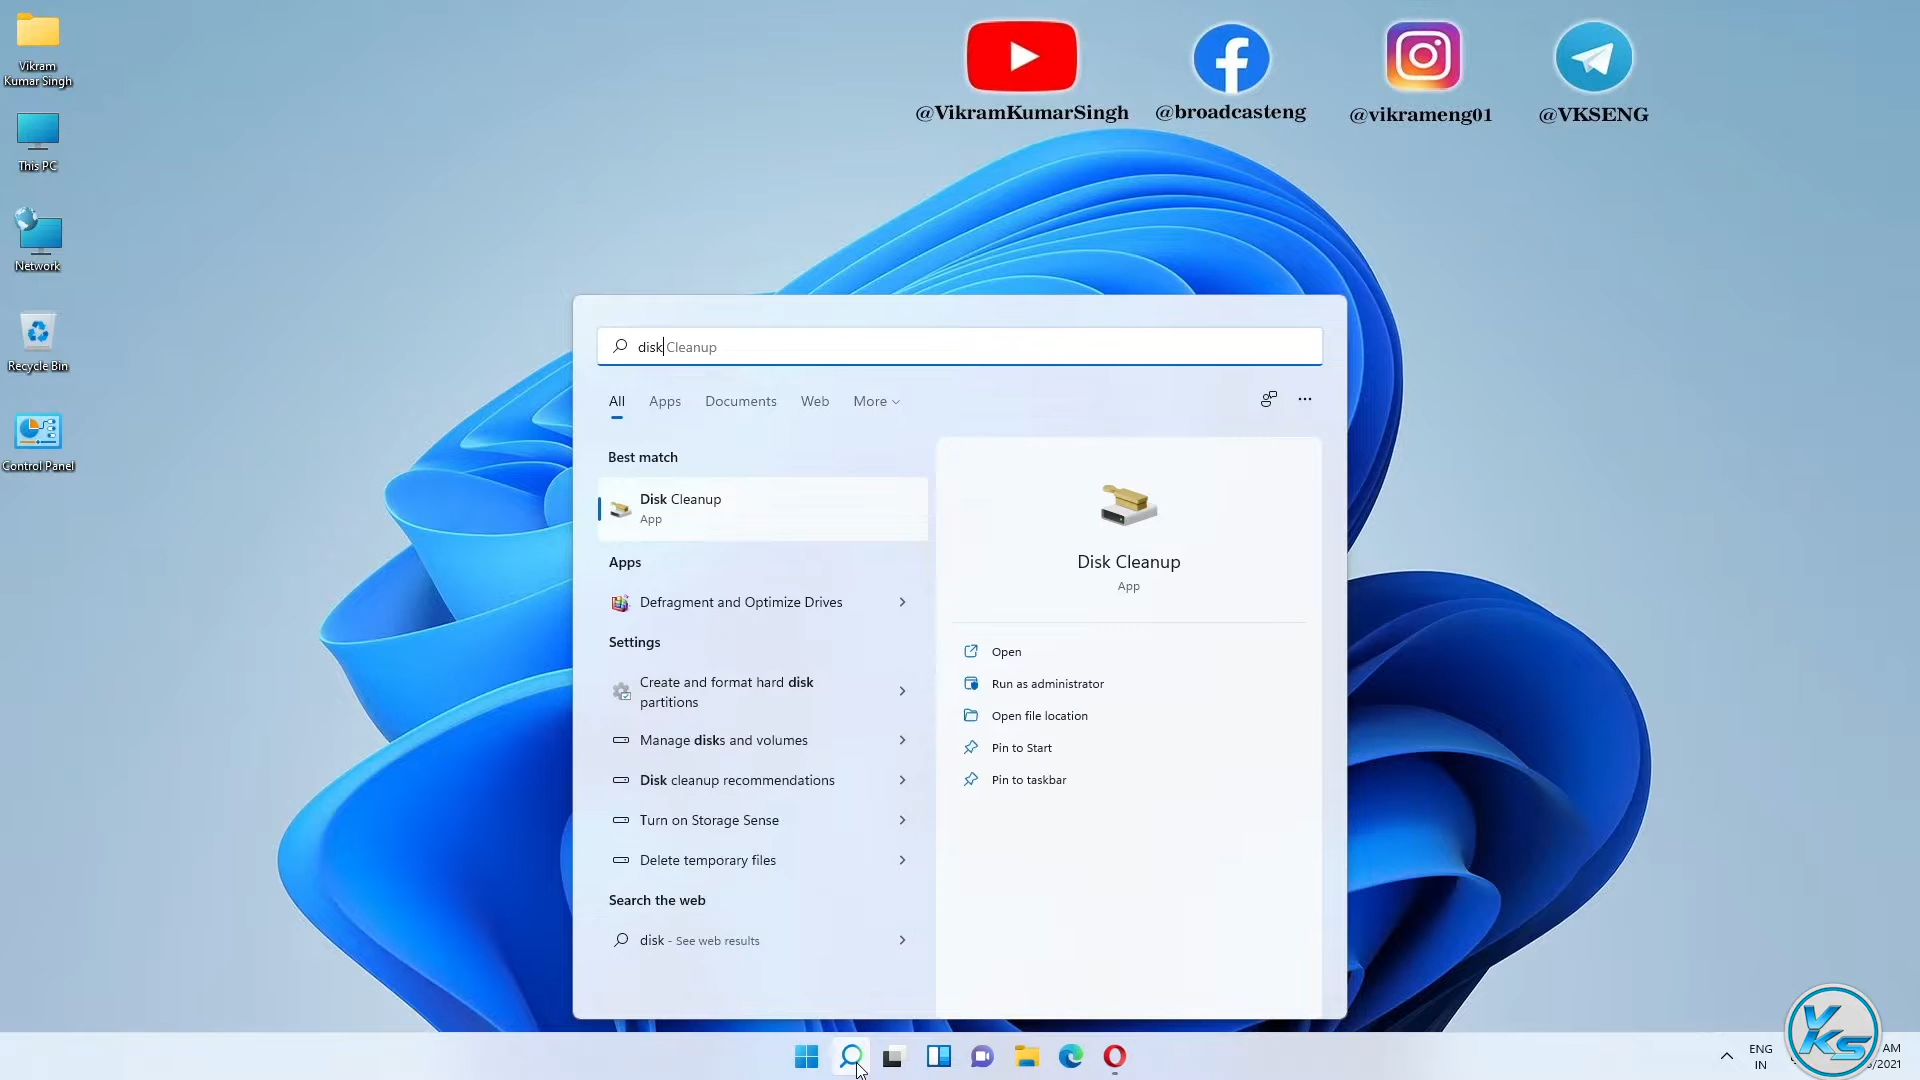 Vikram
Kumar Singh
This PC
Network
Recycle Bin
Control Panel
@VikramKumarSingh
@broadcasteng
@vikrameng01
@VKSENG
disk Cleanup
All
Apps
Documents
Web
More
Best match
Disk Cleanup
App
Apps
Defragment and Optimize Drives
Settings
Create and format hard disk
partitions
Manage disks and volumes
Disk cleanup recommendations
Turn on Storage Sense
Delete temporary files
Search the web
disk - See web results
Disk Cleanup
App
Open
Run as administrator
Open file location
Pin to Start
Pin to taskbar
ENG
IN
AM
/2021
VKS